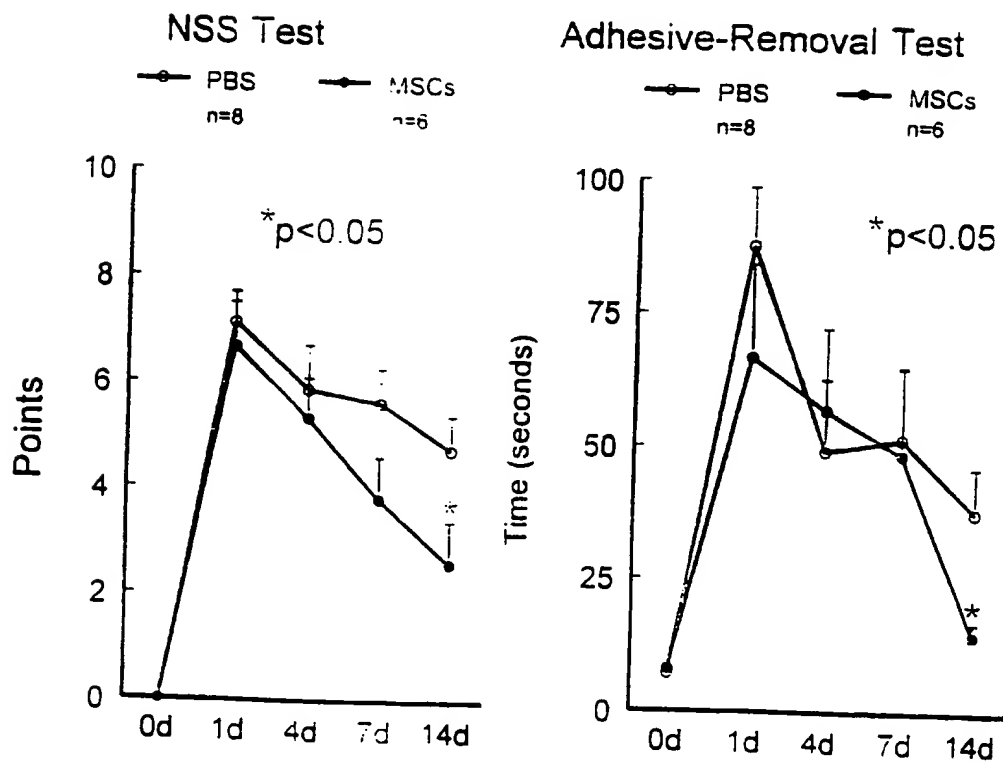 NSS Test
PBS MSCs
n=8 n=6
10
8
6
4
2
0
Points
*p<0.05
*
0d 1d 4d 7d 14d
Adhesive-Removal Test
PBS MSCs
n=8 n=6
100
75
50
25
0
Time (seconds)
*p<0.05
*
0d 1d 4d 7d 14d